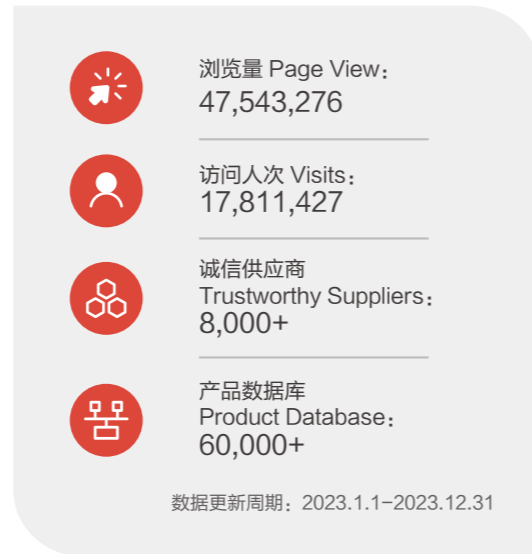 浏览量 Page View：
47,543,276
访问人次 Visits：
17,811,427
诚信供应商
Trustworthy Suppliers：
8,000+
产品数据库
Product Database：
60,000+
数据更新周期：2023.1.1-2023.12.31